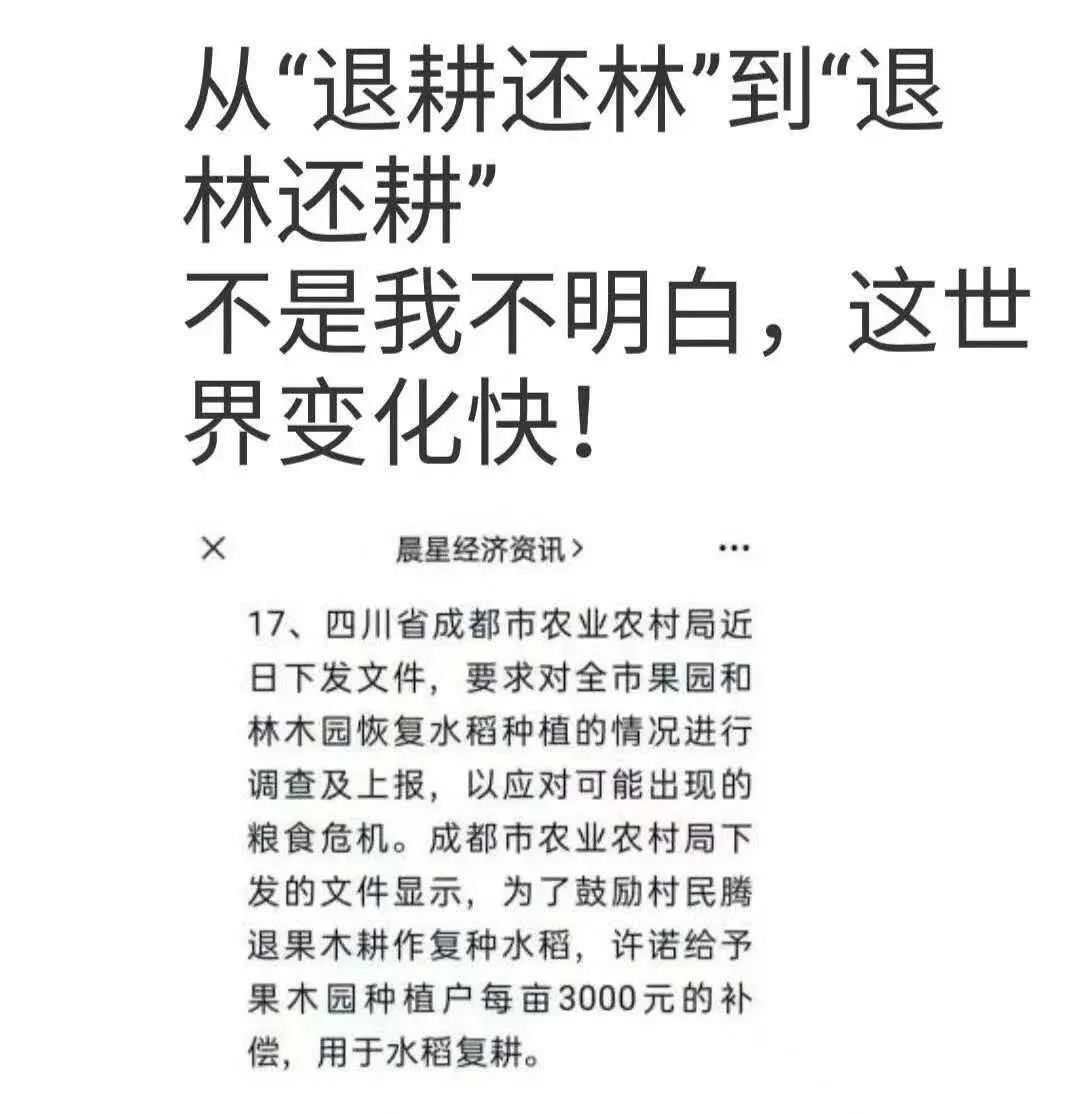 从“退耕还林”到“退
林还耕”
不是我不明白，这世
界变化快！
× 晨星经济资讯> ···
17、四川省成都市农业农村局近
日下发文件，要求对全市果园和
林木园恢复水稻种植的情况进行
调查及上报，以应对可能出现的
粮食危机。成都市农业农村局下
发的文件显示，为了鼓励村民腾
退果木耕作复种水稻，许诺给予
果木园种植户每亩3000元的补
偿，用于水稻复耕。